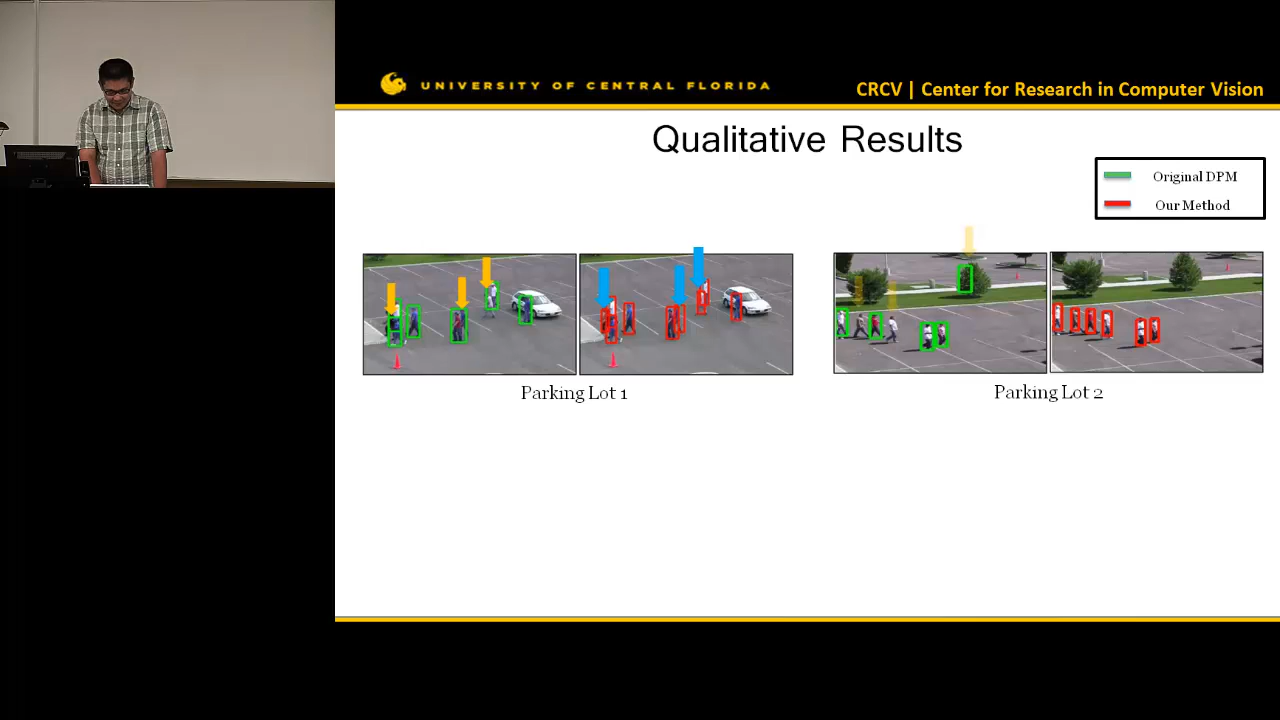 UNIVERSITY OF CENTRAL FLORIDA
CRCV | Center for Research in Computer Vision
Qualitative Results
Original DPM
Our Method
Parking Lot 1
Parking Lot 2